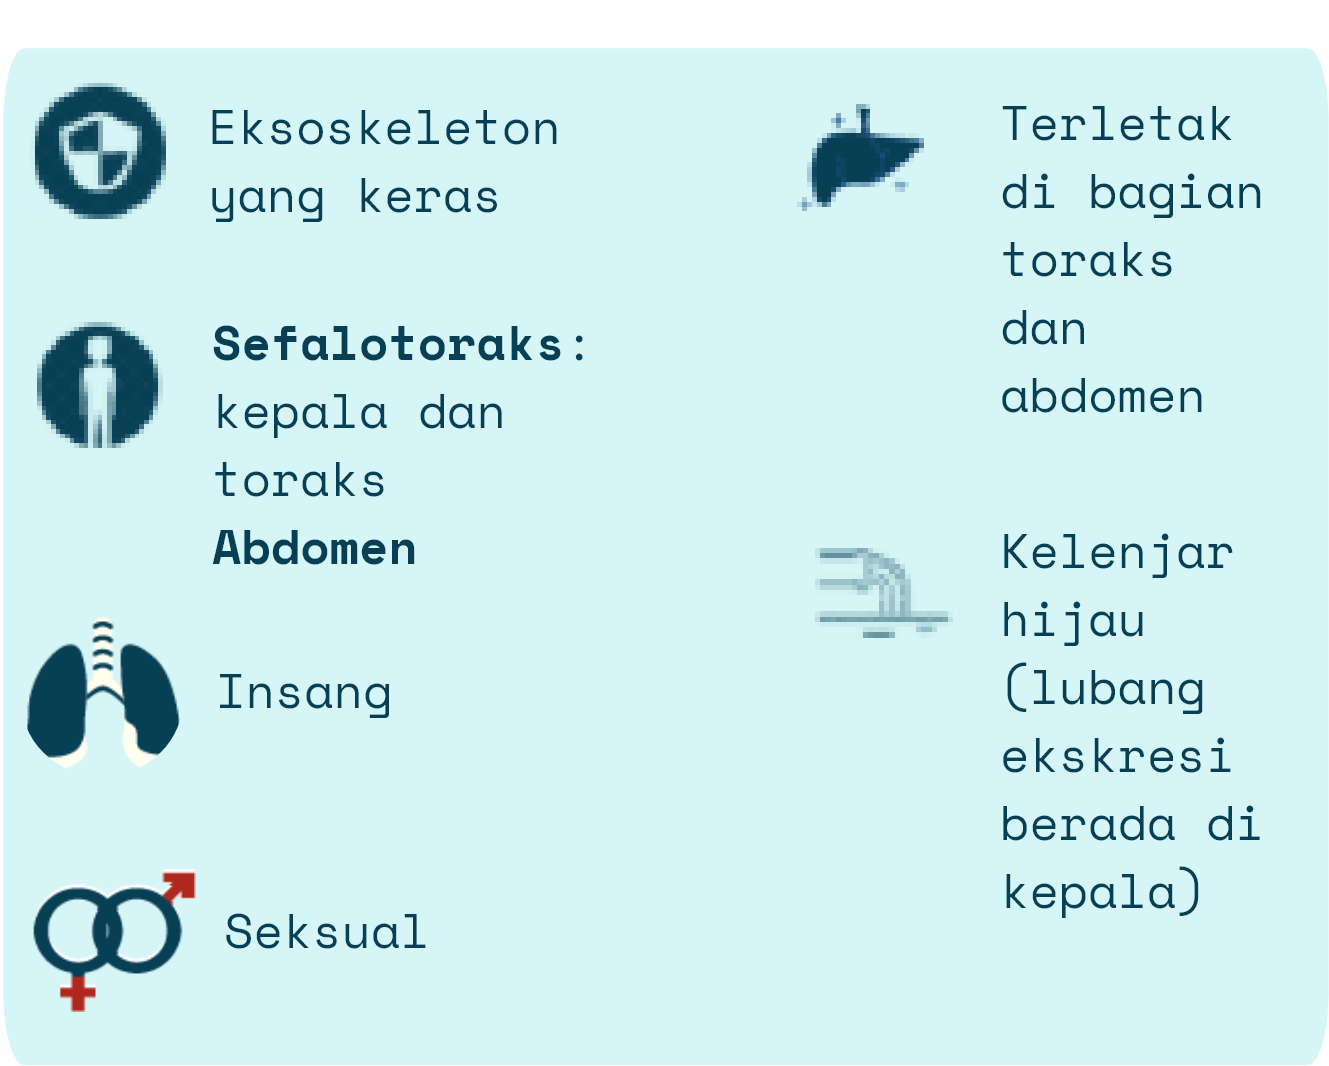 Eksoskeleton
yang keras
Sefalotoraks:
kepala dan
toraks
Abdomen
Insang
Seksual
Terletak
di bagian
toraks
dan
abdomen
Kelenjar
hijau
(lubang
ekskresi
berada di
kepala)